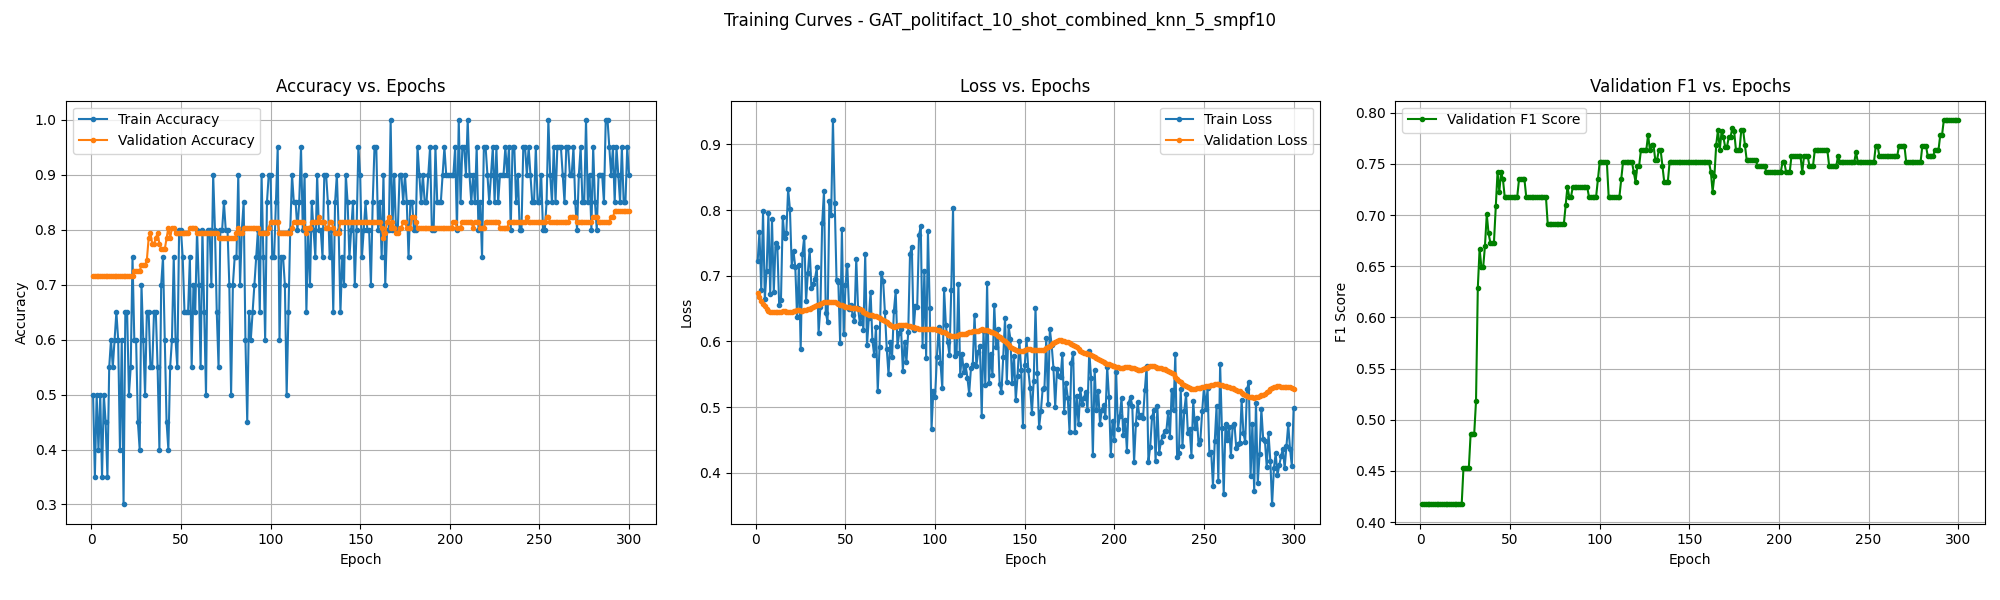 Training Curves - GAT_politifact_10_shot_combined_knn_5_smpf10
Accuracy vs. Epochs
Train Accuracy
Validation Accuracy
Accuracy
1.0
0.9
0.8
0.7
0.6
0.5
0.4
0.3
0 50 100 150 200 250 300
Epoch
Loss vs. Epochs
Train Loss
Validation Loss
Loss
0.9
0.8
0.7
0.6
0.5
0.4
0 50 100 150 200 250 300
Epoch
Validation F1 vs. Epochs
Validation F1 Score
F1 Score
0.80
0.75
0.70
0.65
0.60
0.55
0.50
0.45
0.40
0 50 100 150 200 250 300
Epoch